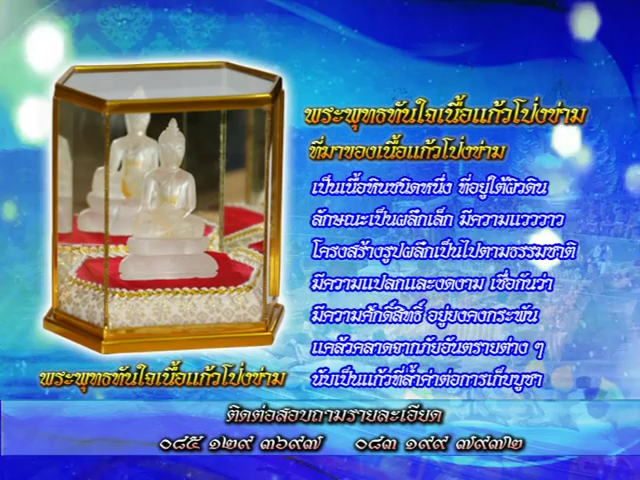 พระพุทธทันใจเนื้อแก้วโป่งข่าม
ที่มาของเนื้อแก้วโป่งข่าม
เป็นเนื้อหินชนิดหนึ่ง ที่อยู่ใต้ผิวดิน
ลักษณะเป็นผลึกเล็ก มีความแวววาว
โครงสร้างรูปผลึกเป็นไปตามธรรมชาติ
มีความแปลกและงดงาม เชื่อกันว่า
มีความศักดิ์สิทธิ์ อยู่ยงคงกระพัน
แคล้วคลาดจากภัยอันตรายต่าง ๆ
นับเป็นแก้วที่ล้ำค่าต่อการเก็บบูชา
พระพุทธทันใจเนื้อแก้วโป่งข่าม
ติดต่อสอบถามรายละเอียด
๐๘๕ ๑๒๙ ๓๖๙๗ ๐๘๓ ๑๙๙ ๗๙๗๒